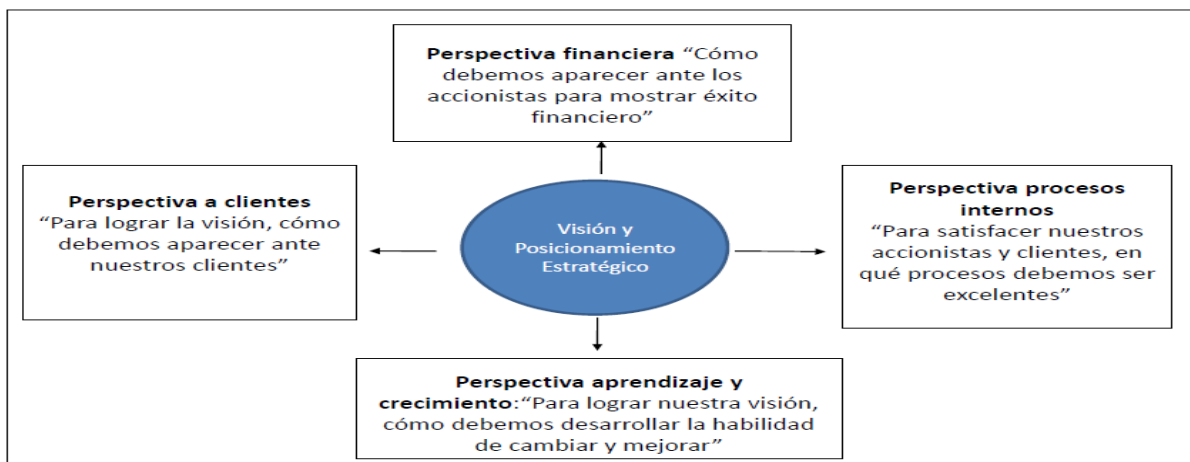 Perspectiva financiera “Cómo
debemos aparecer ante los
accionistas para mostrar éxito
financiero”
Perspectiva a clientes
“Para lograr la visión, cómo
debemos aparecer ante
nuestros clientes”
Visión y
Posicionamiento
Estratégico
Perspectiva procesos
internos
“Para satisfacer nuestros
accionistas y clientes, en
qué procesos debemos ser
excelentes”
Perspectiva aprendizaje y
crecimiento:“Para lograr nuestra visión,
cómo debemos desarrollar la habilidad
de cambiar y mejorar”